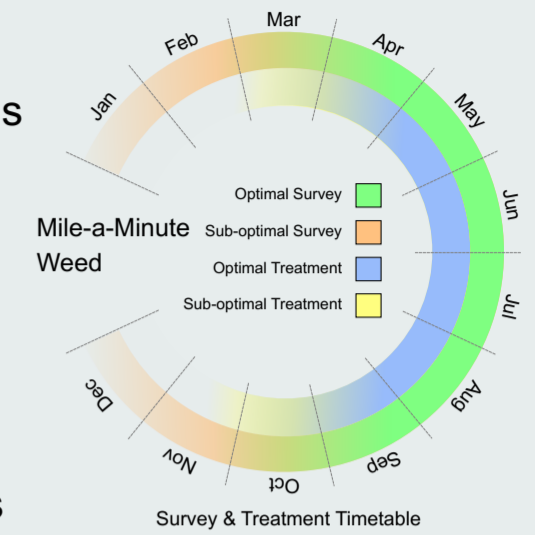 Mar
Feb
Apr
Jan
May
s
Optimal Survey
Jun
Mile-a-Minute
Weed
Sub-optimal Survey
Optimal Treatment
Sub-optimal Treatment
Jul
Dec
Aug
Nov
Sep
Oct
s
Survey & Treatment Timetable